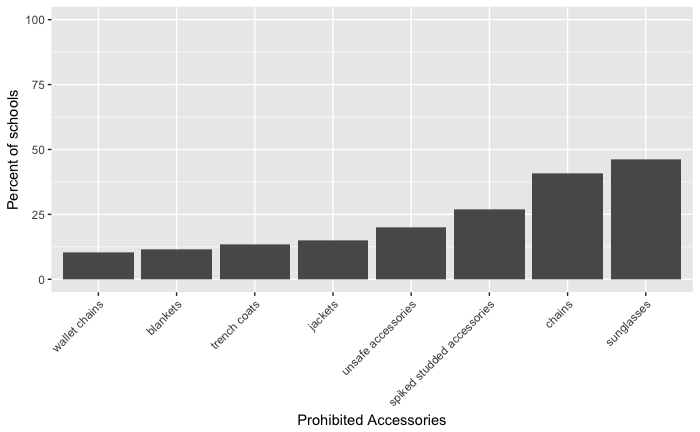 100
75
50
25
0
Percent of schools
wallet chains
blankets
trench coats
jackets
unsafe accessories
spiked studded accessories
chains
sunglasses
Prohibited Accessories